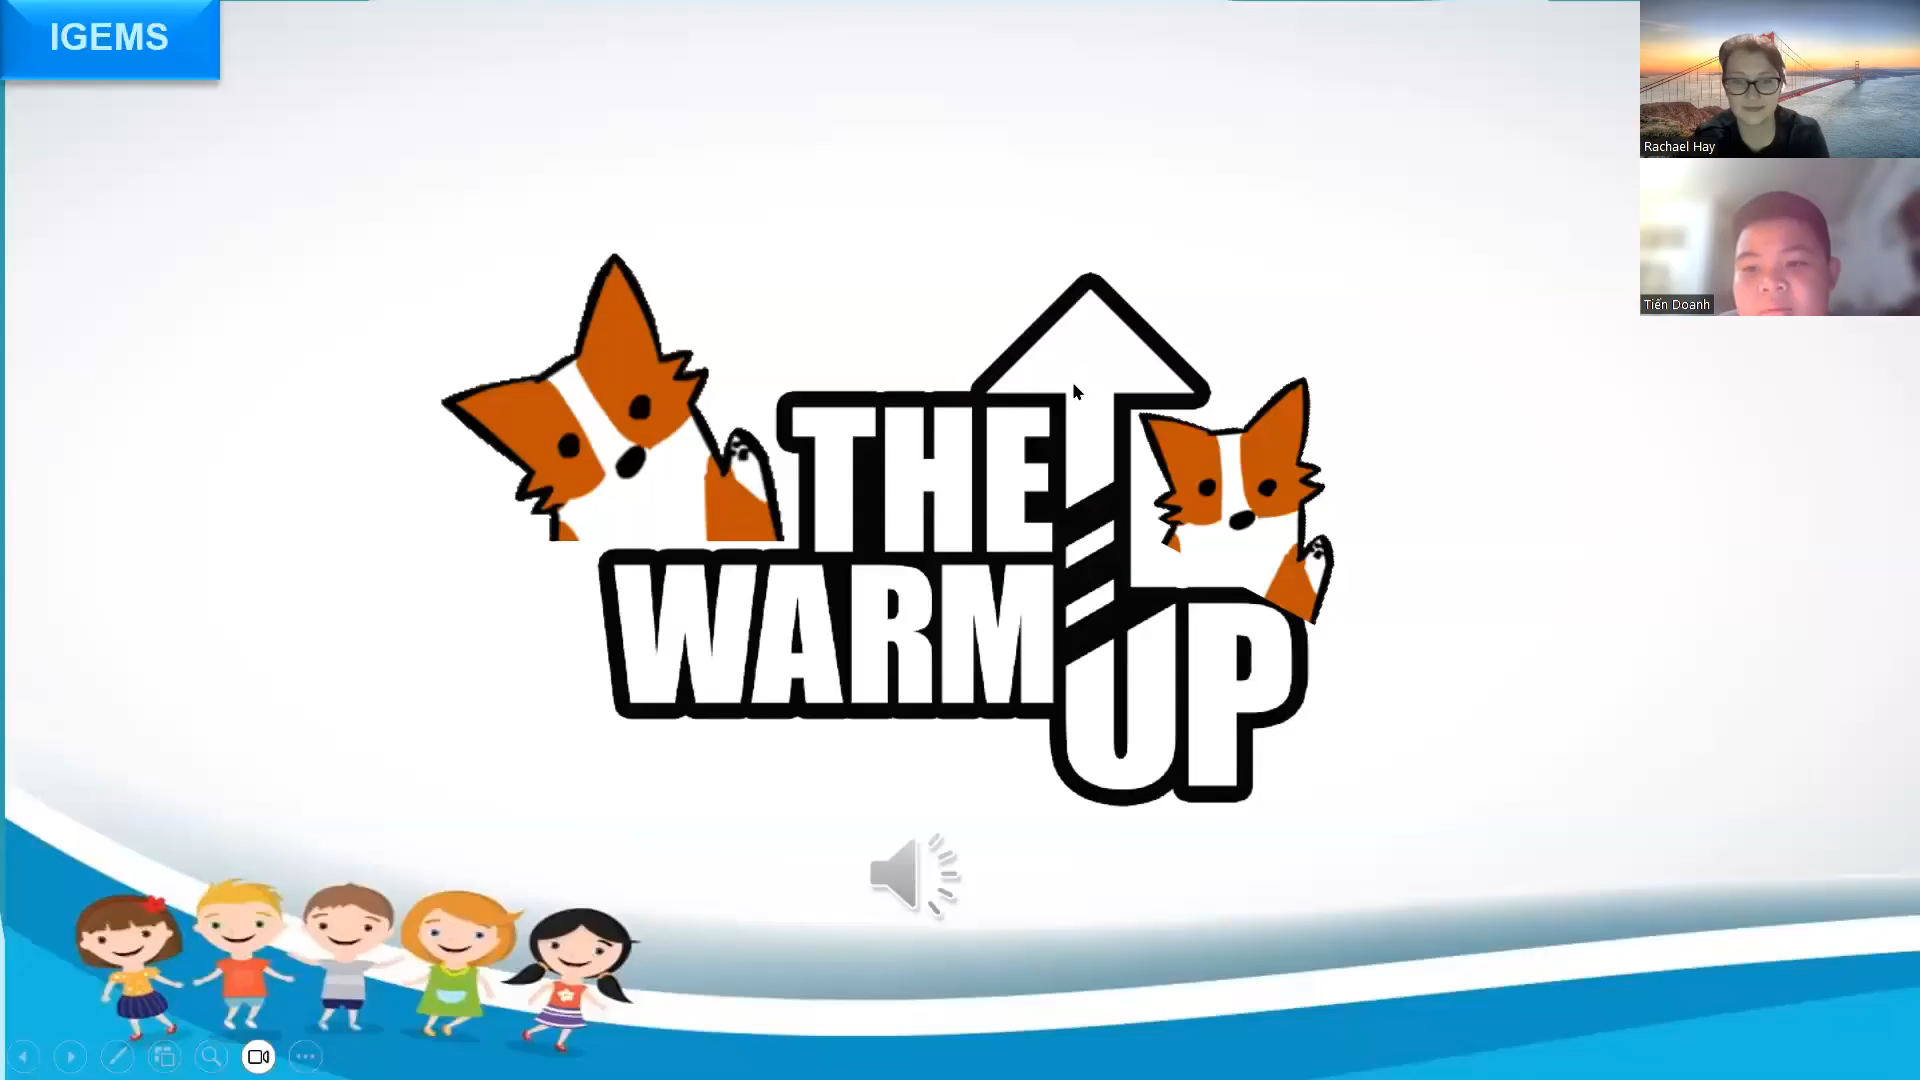 IGEMS
Rachael Hay
Tiến Doanh
THE
WARM
UP